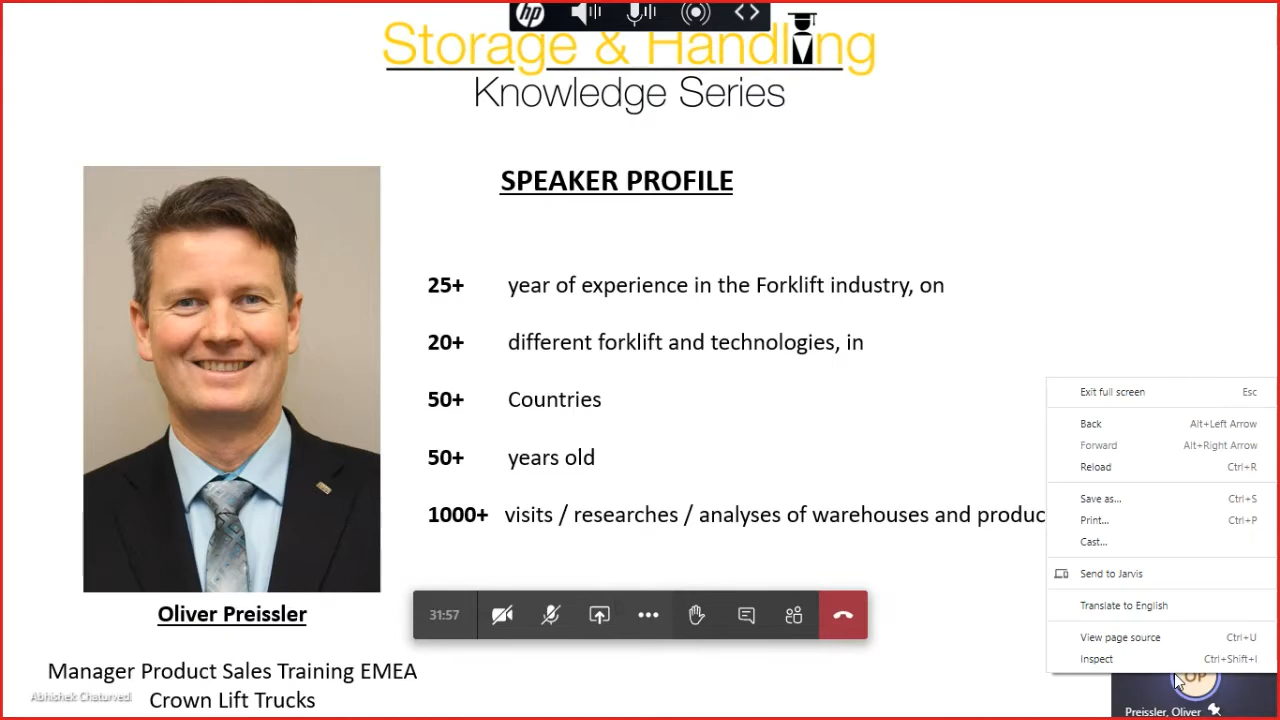 hp
Storage & Handling
Knowledge Series
SPEAKER PROFILE
25+ year of experience in the Forklift industry, on
20+ different forklift and technologies, in
50+ Countries
50+ years old
1000+ visits / researches / analyses of warehouses and produc
Oliver Preissler
Manager Product Sales Training EMEA
Crown Lift Trucks
Abhishek Chaturvedi
31:57
Exit full screen Esc
Back Alt+Left Arrow
Forward Alt+Right Arrow
Reload Ctrl+R
Save as... Ctrl+S
Print... Ctrl+P
Cast...
Send to Jarvis
Translate to English
View page source Ctrl+U
Inspect Ctrl+Shift+I
OP
Preissler, Oliver